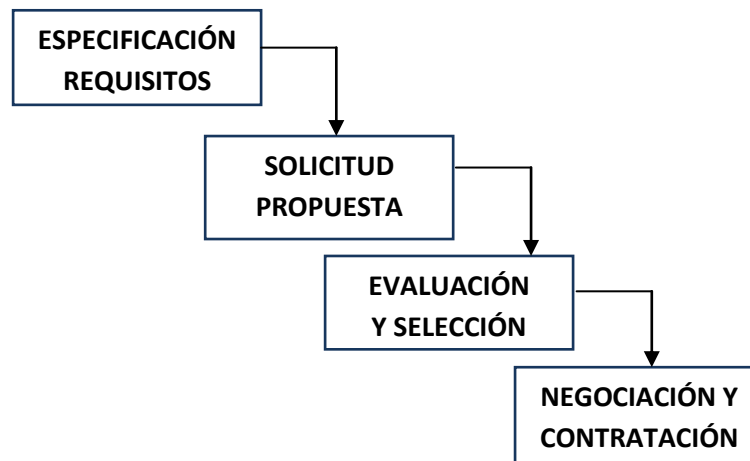 ESPECIFICACIÓN
REQUISITOS
SOLICITUD
PROPUESTA
EVALUACIÓN
Y SELECCIÓN
NEGOCIACIÓN Y
CONTRATACIÓN